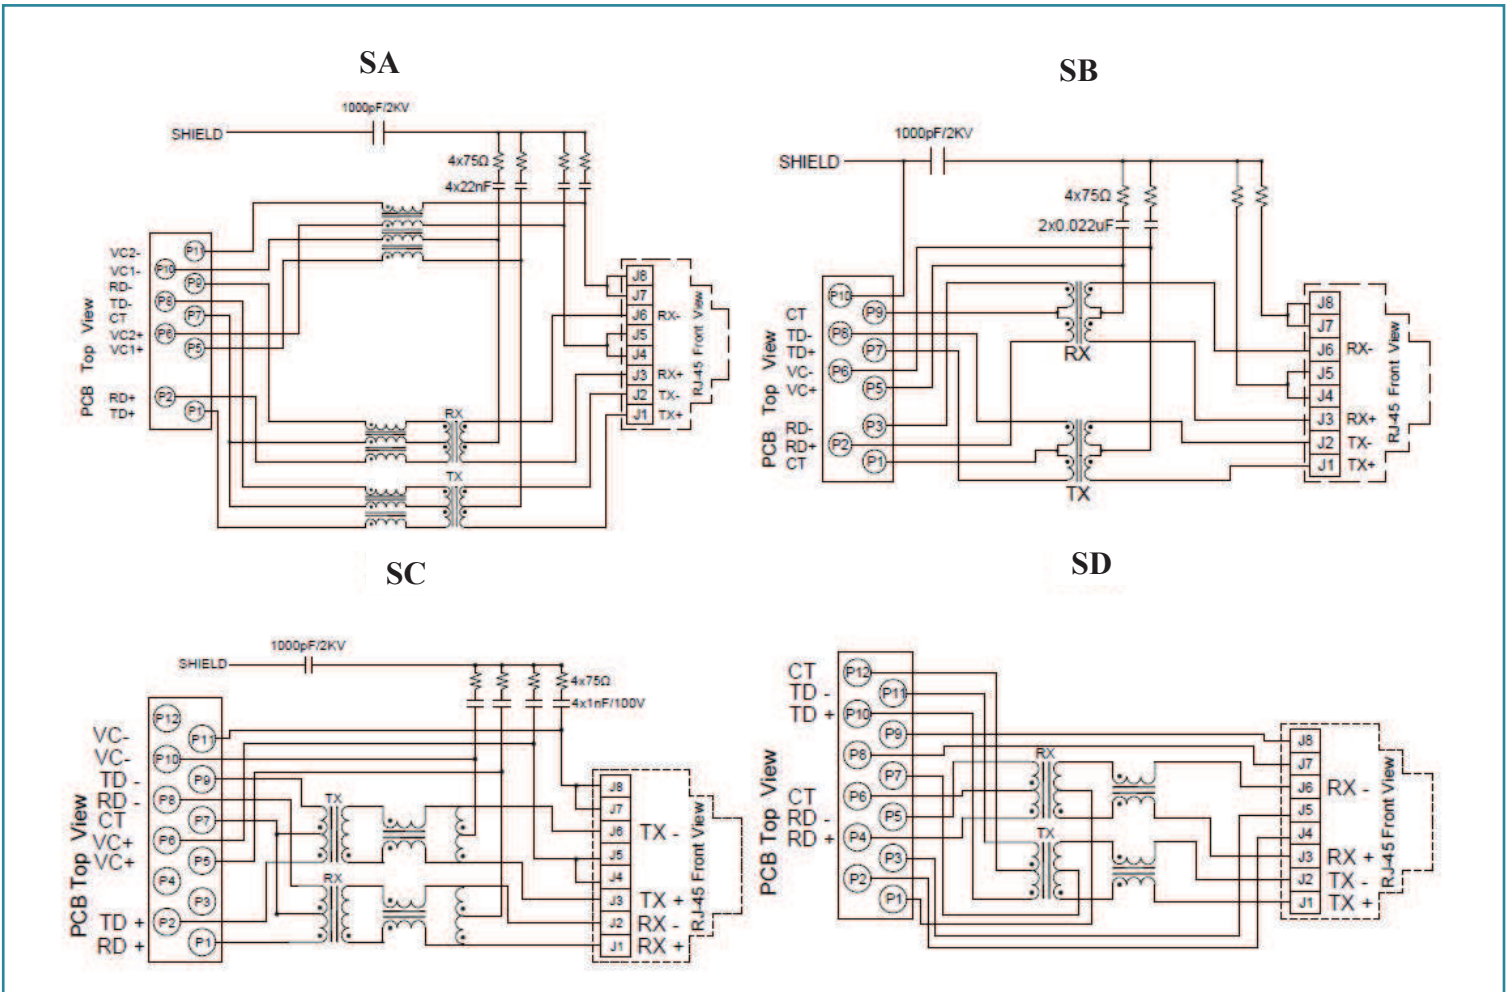 SA
1000pF/2KV
SHIELD
4x75Ω
4x22nF
PCB Top View
VC2-
VC1-
RD-
TD-
CT
VC2+
VC1+
RD+
TD+
P11
P10
P9
P8
P7
P6
P5
P2
P1
RX
TX
J8
J7
J6 RX-
J5
J4
J3 RX+
J2 TX-
J1 TX+
RJ-45 Front View
SB
1000pF/2KV
SHIELD
4x75Ω
2x0.022uF
PCB Top View
CT
TD-
TD+
VC-
VC+
RD-
RD+
CT
P10
P9
P8
P7
P6
P5
P3
P2
P1
RX
TX
J8
J7
J6 RX-
J5
J4
J3 RX+
J2 TX-
J1 TX+
RJ-45 Front View
SC
1000pF/2KV
SHIELD
4x75Ω
4x1nF/100V
PCB Top View
VC-
VC-
TD -
RD -
CT
VC+
VC+
TD +
RD +
P12
P11
P10
P9
P8
P7
P6
P5
P4
P3
P2
P1
TX
RX
J8
J7
J6 TX -
J5
J4
J3 TX +
J2 RX -
J1 RX +
RJ-45 Front View
SD
PCB Top View
CT
TD -
TD +
CT
RD -
RD +
P12
P11
P10
P9
P8
P7
P6
P5
P4
P3
P2
P1
RX
TX
J8
J7
J6 RX -
J5
J4
J3 RX +
J2 TX -
J1 TX +
RJ-45 Front View